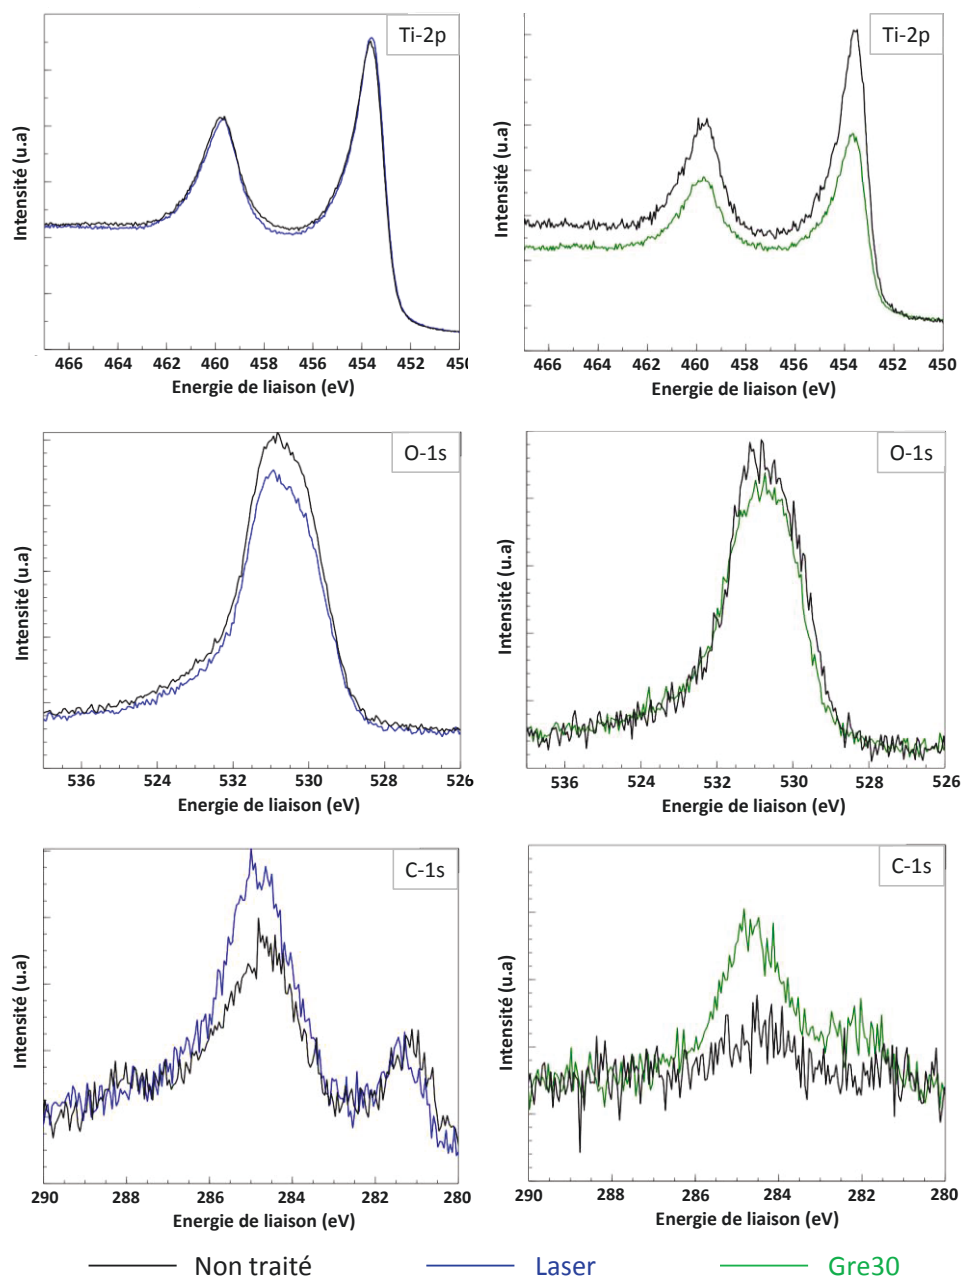 Ti-2p
Intensité (u.a)
466 464 462 460 458 456 454 452 450
Energie de liaison (eV)
Ti-2p
Intensité (u.a)
466 464 462 460 458 456 454 452 450
Energie de liaison (eV)
O-1s
Intensité (u.a)
536 524 532 530 528 526
Energie de liaison (eV)
O-1s
Intensité (u.a)
536 524 532 530 528 526
Energie de liaison (eV)
C-1s
Intensité (u.a)
290 288 286 284 282 280
Energie de liaison (eV)
C-1s
Intensité (u.a)
290 288 286 284 282 280
Energie de liaison (eV)
Non traité Laser Gre30